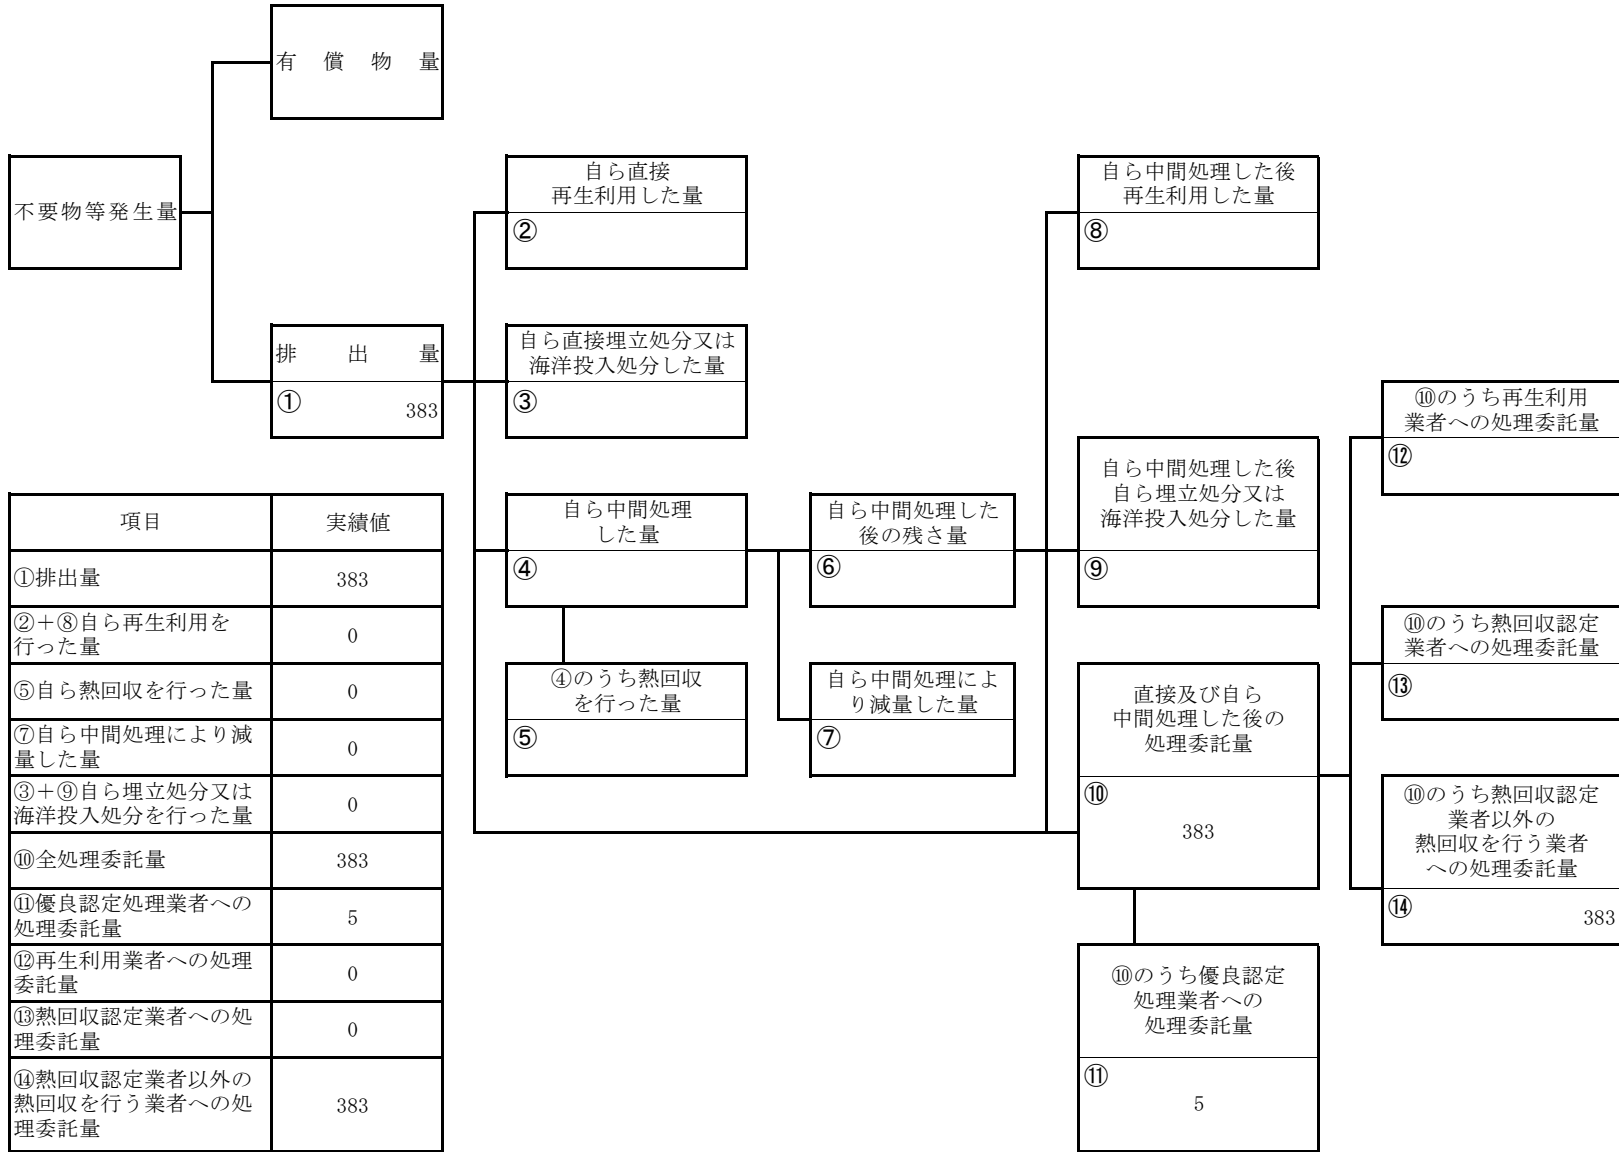 有償物量
不要物等発生量
排出量
①
383
自ら直接
再生利用した量
②
自ら直接埋立処分又は
海洋投入処分した量
③
自ら中間処理
した量
④
④のうち熱回収
を行った量
⑤
自ら中間処理した
後の残さ量
⑥
自ら中間処理によ
り減量した量
⑦
自ら中間処理した後
再生利用した量
⑧
自ら中間処理した後
自ら埋立処分又は
海洋投入処分した量
⑨
直接及び自ら
中間処理した後の
処理委託量
⑩
383
⑩のうち優良認定
処理業者への
処理委託量
⑪
5
⑩のうち再生利用
業者への処理委託量
⑫
⑩のうち熱回収認定
業者への処理委託量
⑬
⑩のうち熱回収認定
業者以外の
熱回収を行う業者
への処理委託量
⑭
383
項目 実績値
①排出量 383
②＋⑧自ら再生利用を
行った量 0
⑤自ら熱回収を行った量 0
⑦自ら中間処理により減
量した量 0
③＋⑨自ら埋立処分又は
海洋投入処分を行った量 0
⑩全処理委託量 383
⑪優良認定処理業者への
処理委託量 5
⑫再生利用業者への処理
委託量 0
⑬熱回収認定業者への処
理委託量 0
⑭熱回収認定業者以外の
熱回収を行う業者への処
理委託量 383